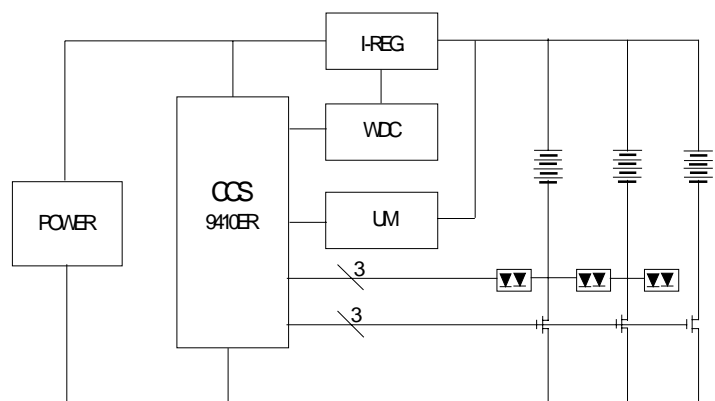 I-REG.
WDC
CCS
9410ER
POWER
UM
3
3